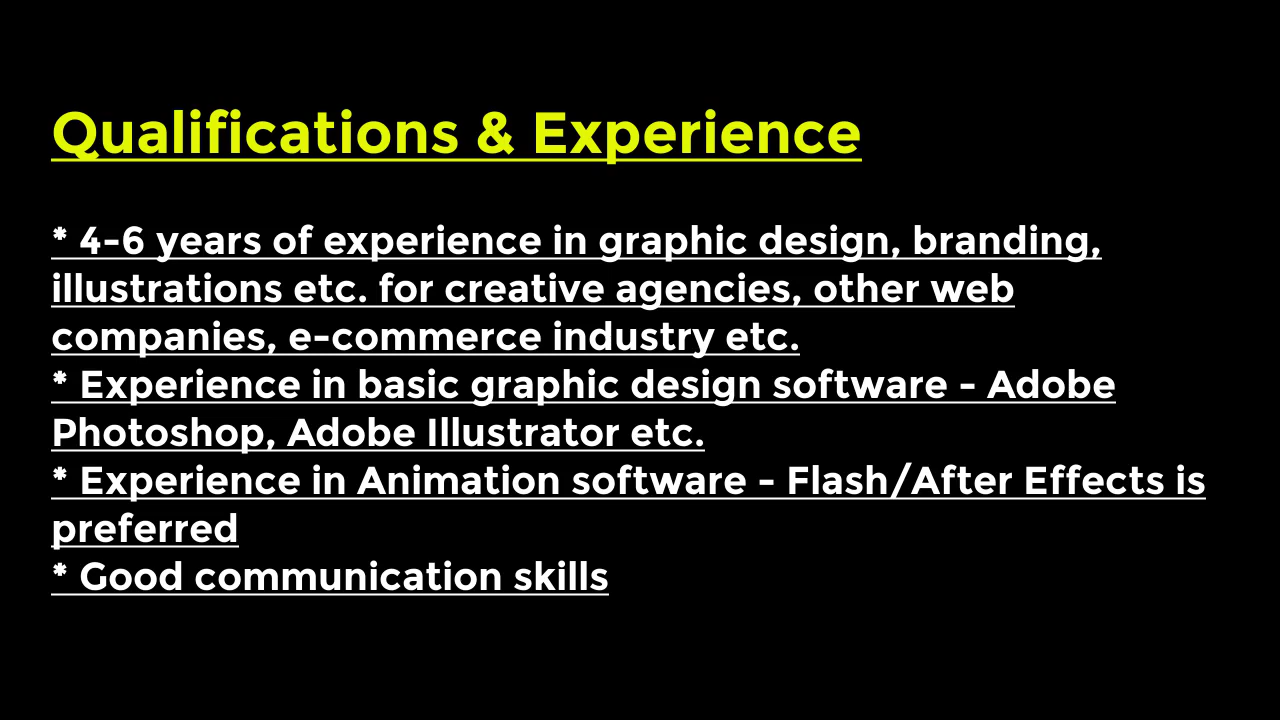 Qualifications & Experience
* 4-6 years of experience in graphic design, branding,
illustrations etc. for creative agencies, other web
companies, e-commerce industry etc.
* Experience in basic graphic design software - Adobe
Photoshop, Adobe Illustrator etc.
* Experience in Animation software - Flash/After Effects is
preferred
* Good communication skills